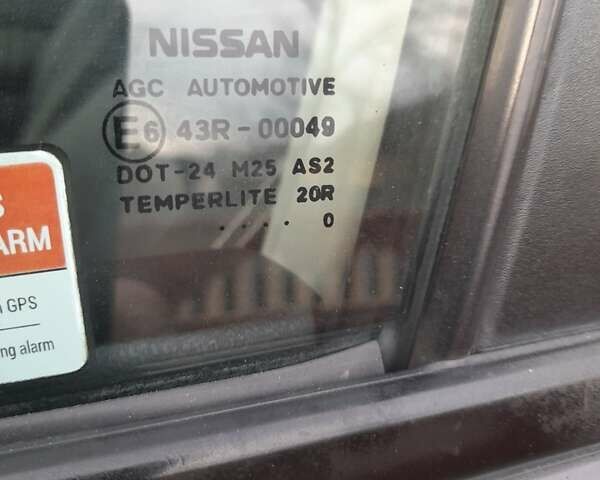 NISSAN
AGC AUTOMOTIVE
E6 43R-00049
DOT-24 M25 AS2
TEMPERLITE 20R
. . . . 0
S
ARM
GPS
ng alarm